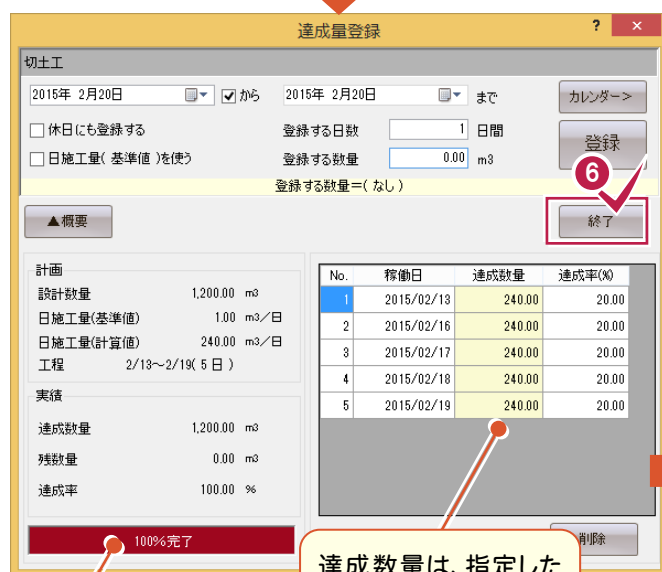 達成量登録 ? ×
切土工
2015年 2月20日 から 2015年 2月20日 まで カレンダー>
休日にも登録する 登録する日数 1 日間
日施工量( 基準値 )を使う 登録する数量 0.00 m3 登録
登録する数量=( なし )
6
▲概要 終了
計画
設計数量 1,200.00 m3
日施工量(基準値) 1.00 m3/日
日施工量(計算値) 240.00 m3/日
工程 2/13～2/19( 5 日 )
実績
達成数量 1,200.00 m3
残数量 0.00 m3
達成率 100.00 %
100%完了
No. 稼働日 達成数量 達成率(%)
1 2015/02/13 240.00 20.00
2 2015/02/16 240.00 20.00
3 2015/02/17 240.00 20.00
4 2015/02/18 240.00 20.00
5 2015/02/19 240.00 20.00
削除
達成数量は、指定した